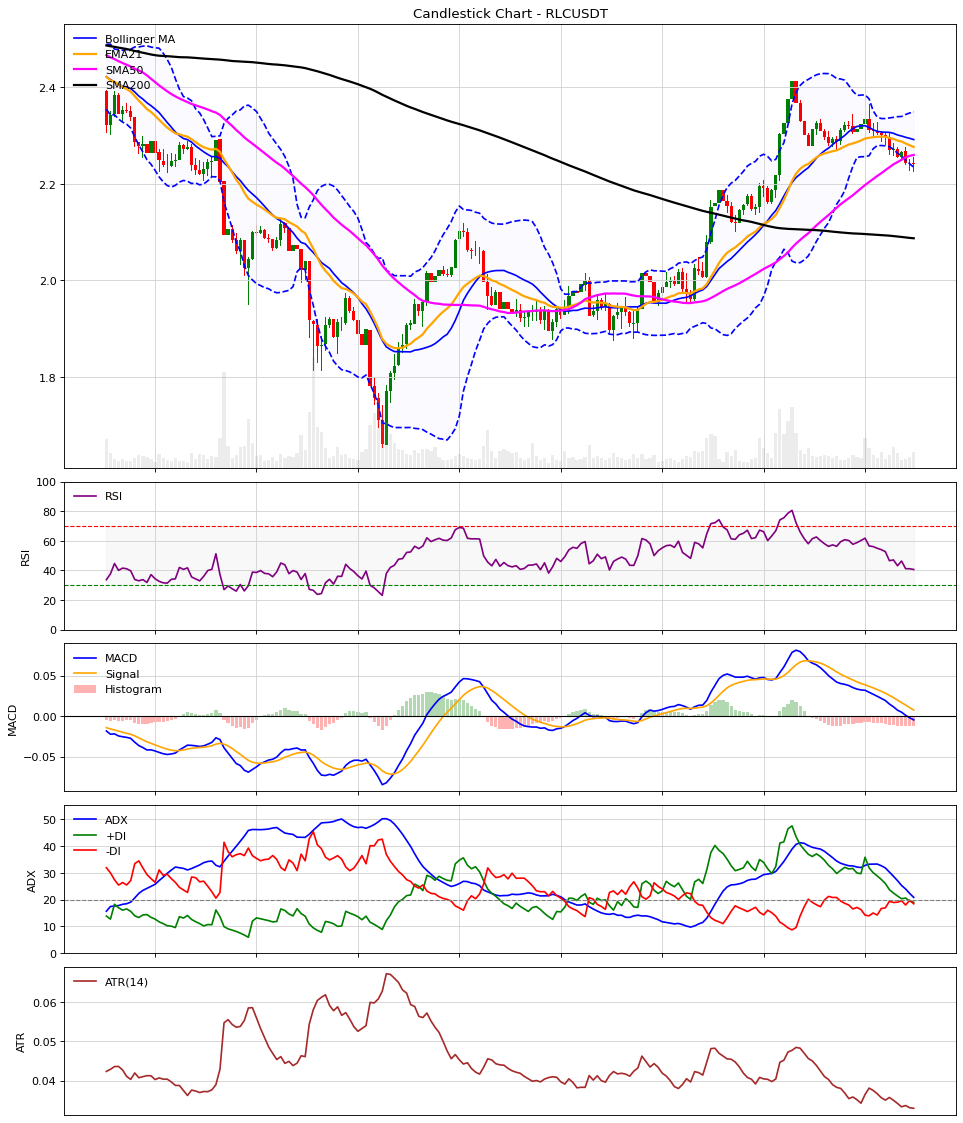 Candlestick Chart - RLCUSDT
Bollinger MA
EMA21
SMA50
SMA200
2.4
2.2
2.0
1.8
RSI
RSI
100
80
60
40
20
0
MACD
Signal
Histogram
MACD
0.05
0.00
−0.05
ADX
+DI
-DI
ADX
50
40
30
20
10
0
ATR(14)
ATR
0.06
0.05
0.04